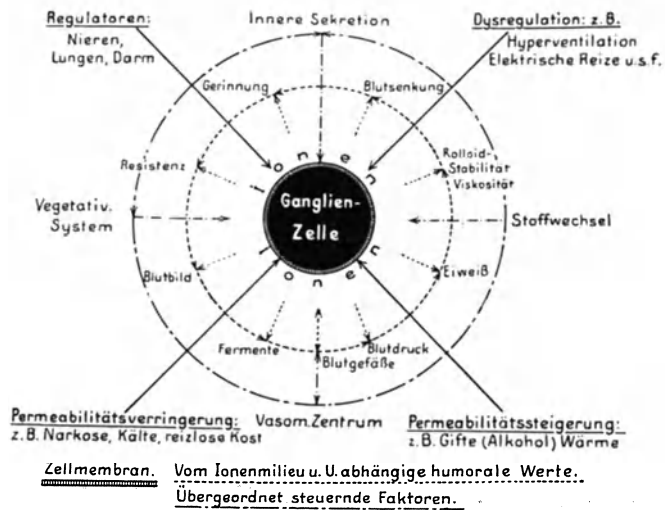 Regulatoren:
Nieren,
Lungen, Darm
Innere Sekretion
Dysregulation: z.B.
Hyperventilation
Elektrische Reize u.s.f.
Gerinnung
Blutsenkung
Resistenz
Ionen
Kolloid-
Stabilität
Viskosität
Vegetativ.
System
Ganglien-
Zelle
Stoffwechsel
Ionen
Blutbild
Eiweiß
Fermente
Blutgefäße
Blutdruck
Permeabilitätsverringerung:
z.B. Narkose, Kälte, reizlose Kost
Vasom. Zentrum
Permeabilitätssteigerung:
z.B. Gifte (Alkohol) Wärme
Zellmembran. Vom Ionenmilieu u. U. abhängige humorale Werte.
Übergeordnet steuernde Faktoren.